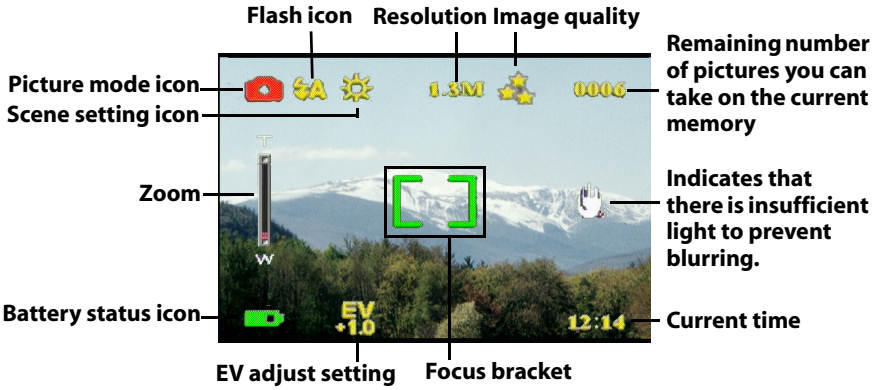 Flash icon
Resolution
Image quality
Picture mode icon
Scene setting icon
1.3M
0006
Remaining number
of pictures you can
take on the current
memory
A
T
Zoom
W
Indicates that
there is insufficient
light to prevent
blurring.
Battery status icon
EV
+1.0
12:14
Current time
EV adjust setting
Focus bracket